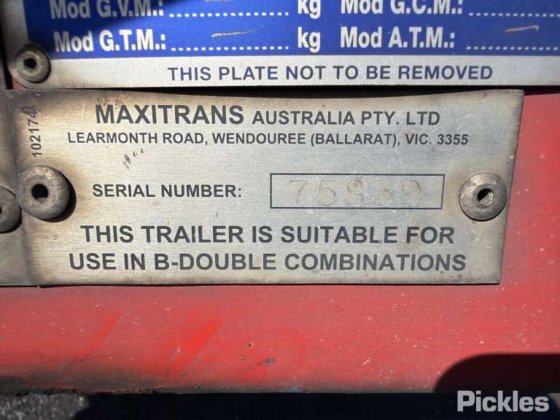 Mod G.V.M.: kg Mod G.C.M.:
Mod G.T.M.: kg Mod A.T.M.:
THIS PLATE NOT TO BE REMOVED
MAXITRANS AUSTRALIA PTY. LTD
LEARMONTH ROAD, WENDOUREE (BALLARAT), VIC. 3355
102174
SERIAL NUMBER: 75839
THIS TRAILER IS SUITABLE FOR
USE IN B-DOUBLE COMBINATIONS
Pickles